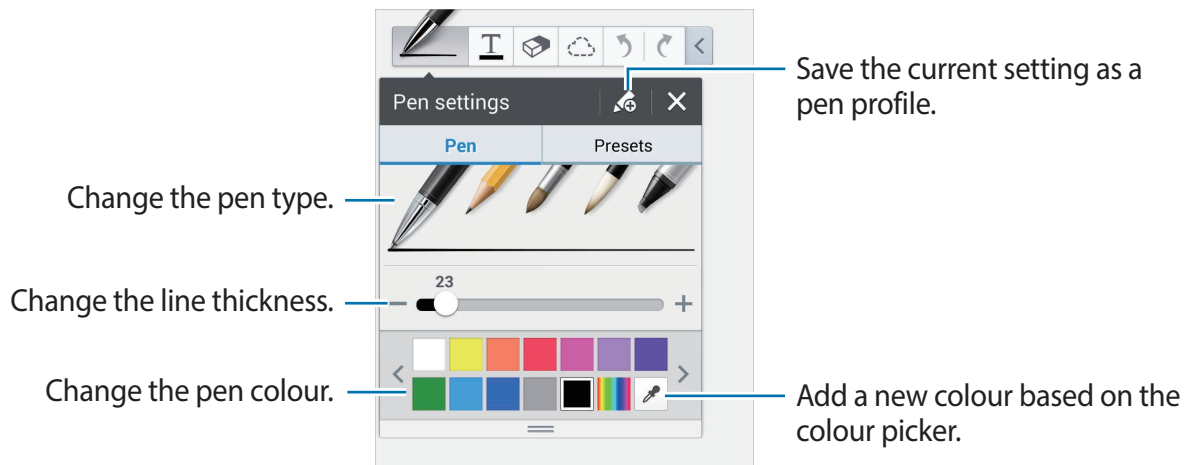 T
Save the current setting as a
pen profile.
Pen settings
Pen
Presets
Change the pen type.
23
Change the line thickness.
Change the pen colour.
Add a new colour based on the
colour picker.